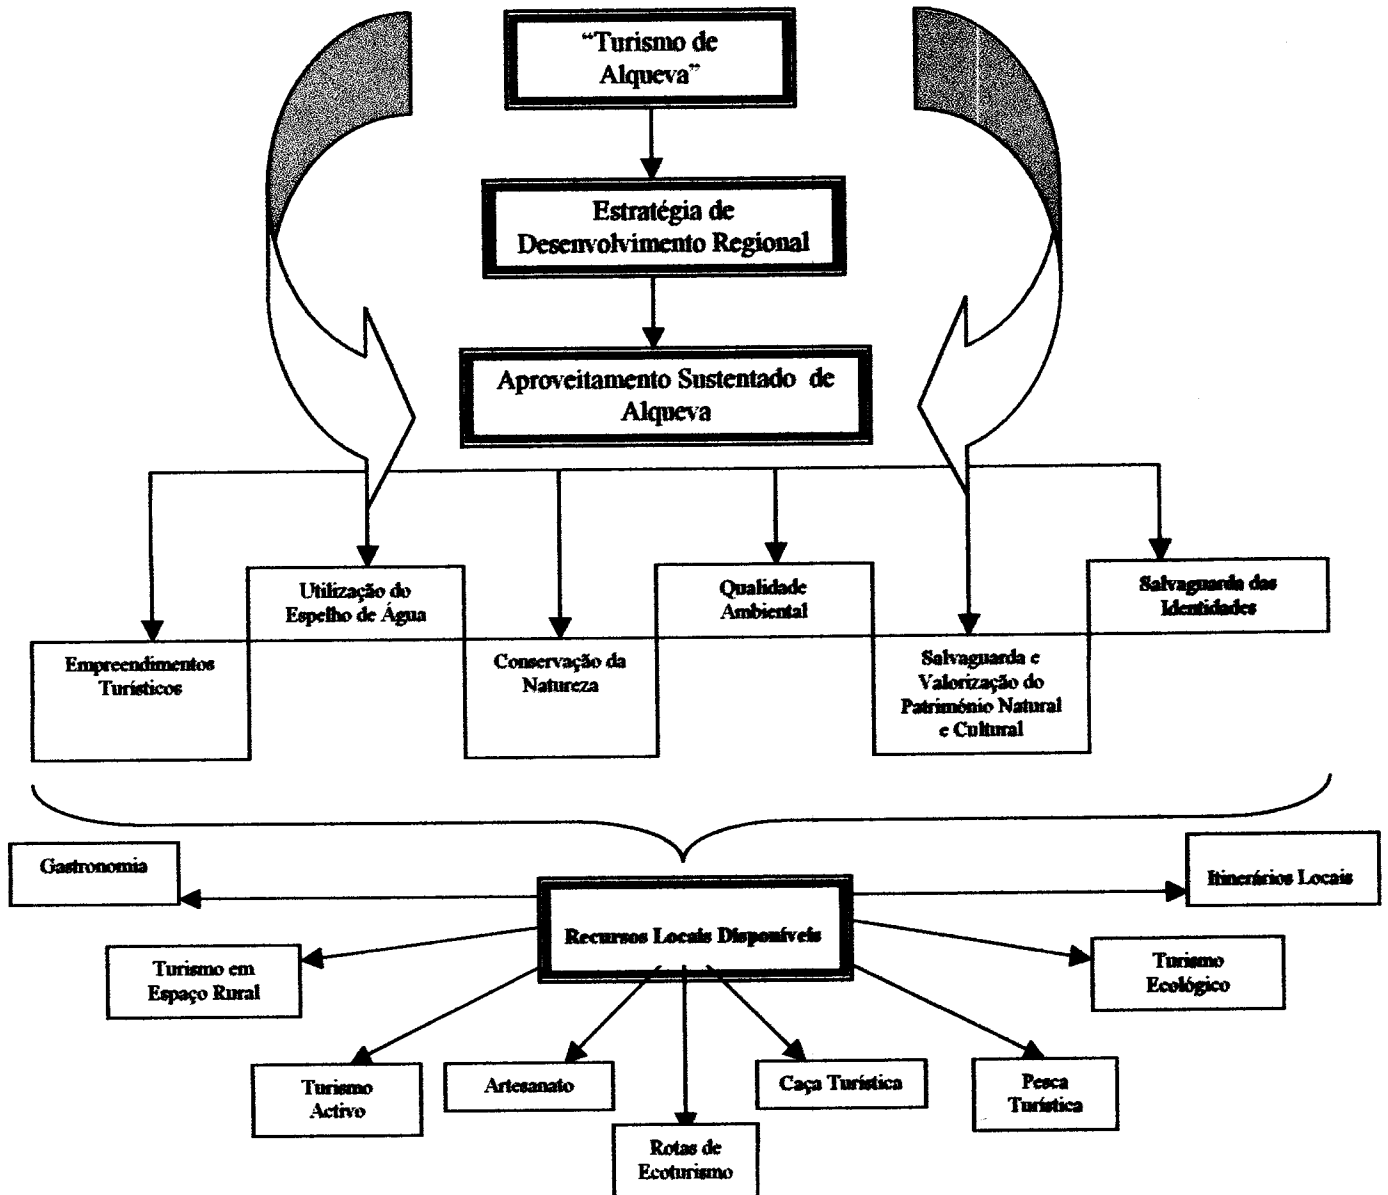 “Turismo de
Alqueva”
Estratégia de
Desenvolvimento Regional
Aproveitamento Sustentado de
Alqueva
Empreendimentos
Turísticos
Utilização do
Espelho de Água
Conservação da
Natureza
Qualidade
Ambiental
Salvaguarda e
Valorização do
Património Natural
e Cultural
Salvaguarda das
Identidades
Gastronomia
Itinerários Locais
Recursos Locais Disponíveis
Turismo em
Espaço Rural
Turismo
Ecológico
Turismo
Activo
Artesanato
Rotas de
Ecoturismo
Caça Turística
Pesca
Turística